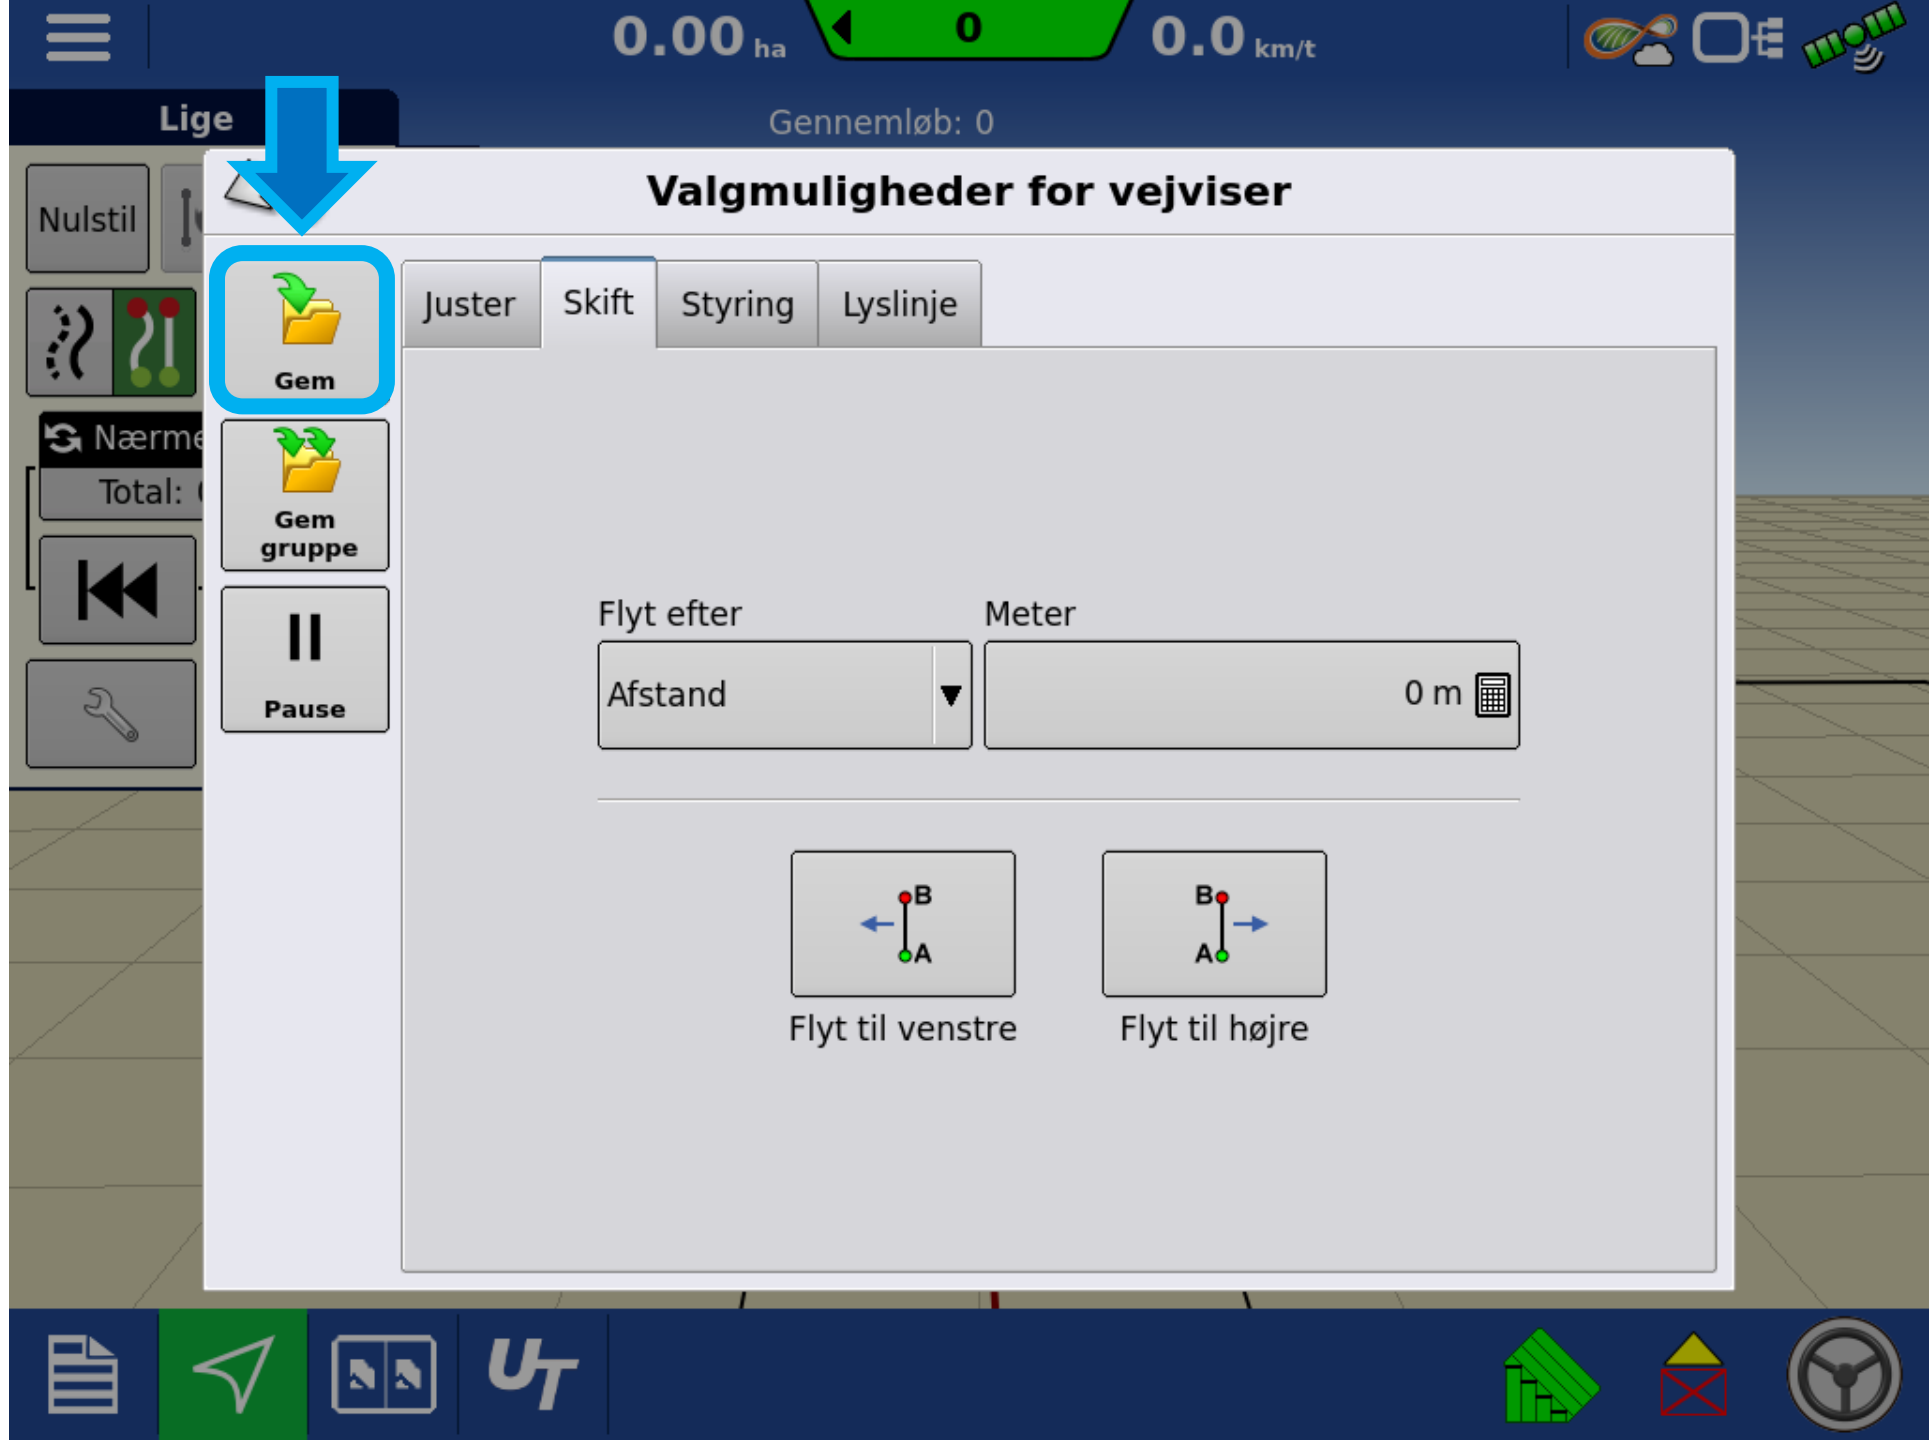 0.00 ha
0
0.0 km/t
Lige
Gennemløb: 0
Valgmuligheder for vejviser
Nulstil
Gem
Juster
Skift
Styring
Lyslinje
Total:
Gem
gruppe
Pause
Flyt efter
Meter
Afstand
0 m
B
A
B
A
Flyt til venstre
Flyt til højre
UT